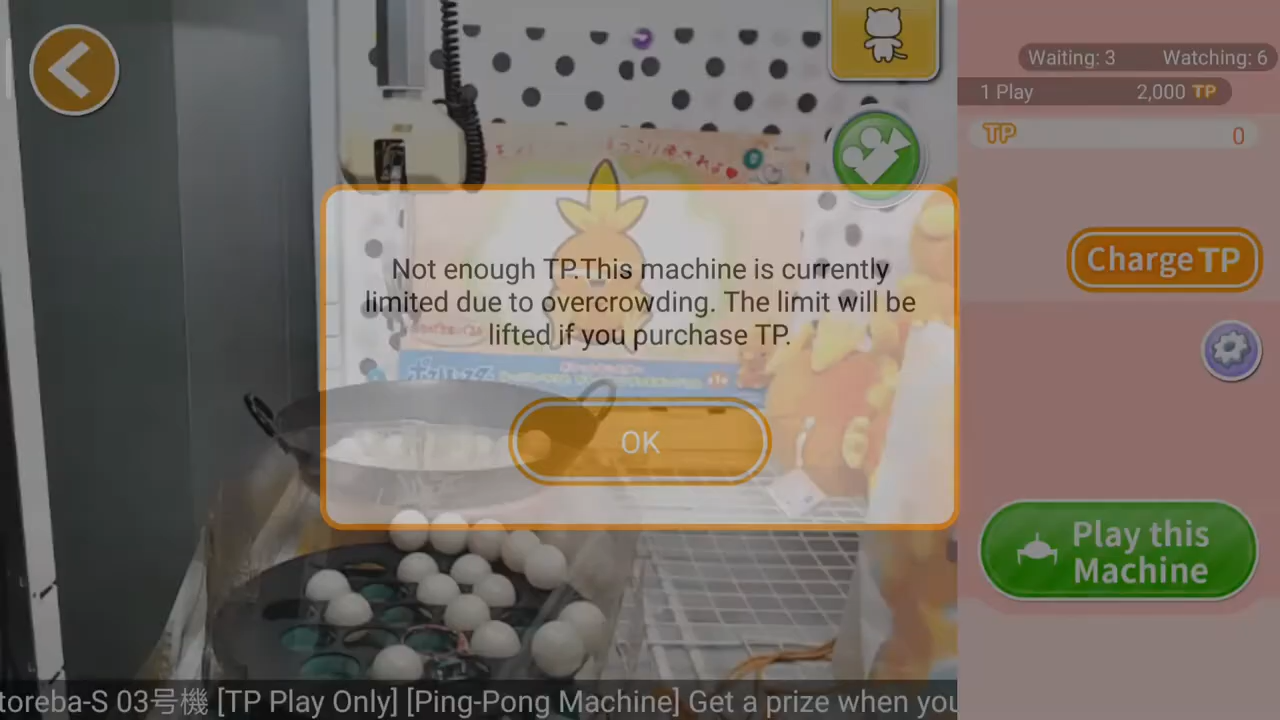 Waiting: 3 Watching: 6
1 Play 2,000 TP
TP 0
Not enough TP.This machine is currently
limited due to overcrowding. The limit will be
lifted if you purchase TP.
OK
Charge TP
Play this
Machine
toreba-S 03号機 [TP Play Only] [Ping-Pong Machine] Get a prize when you